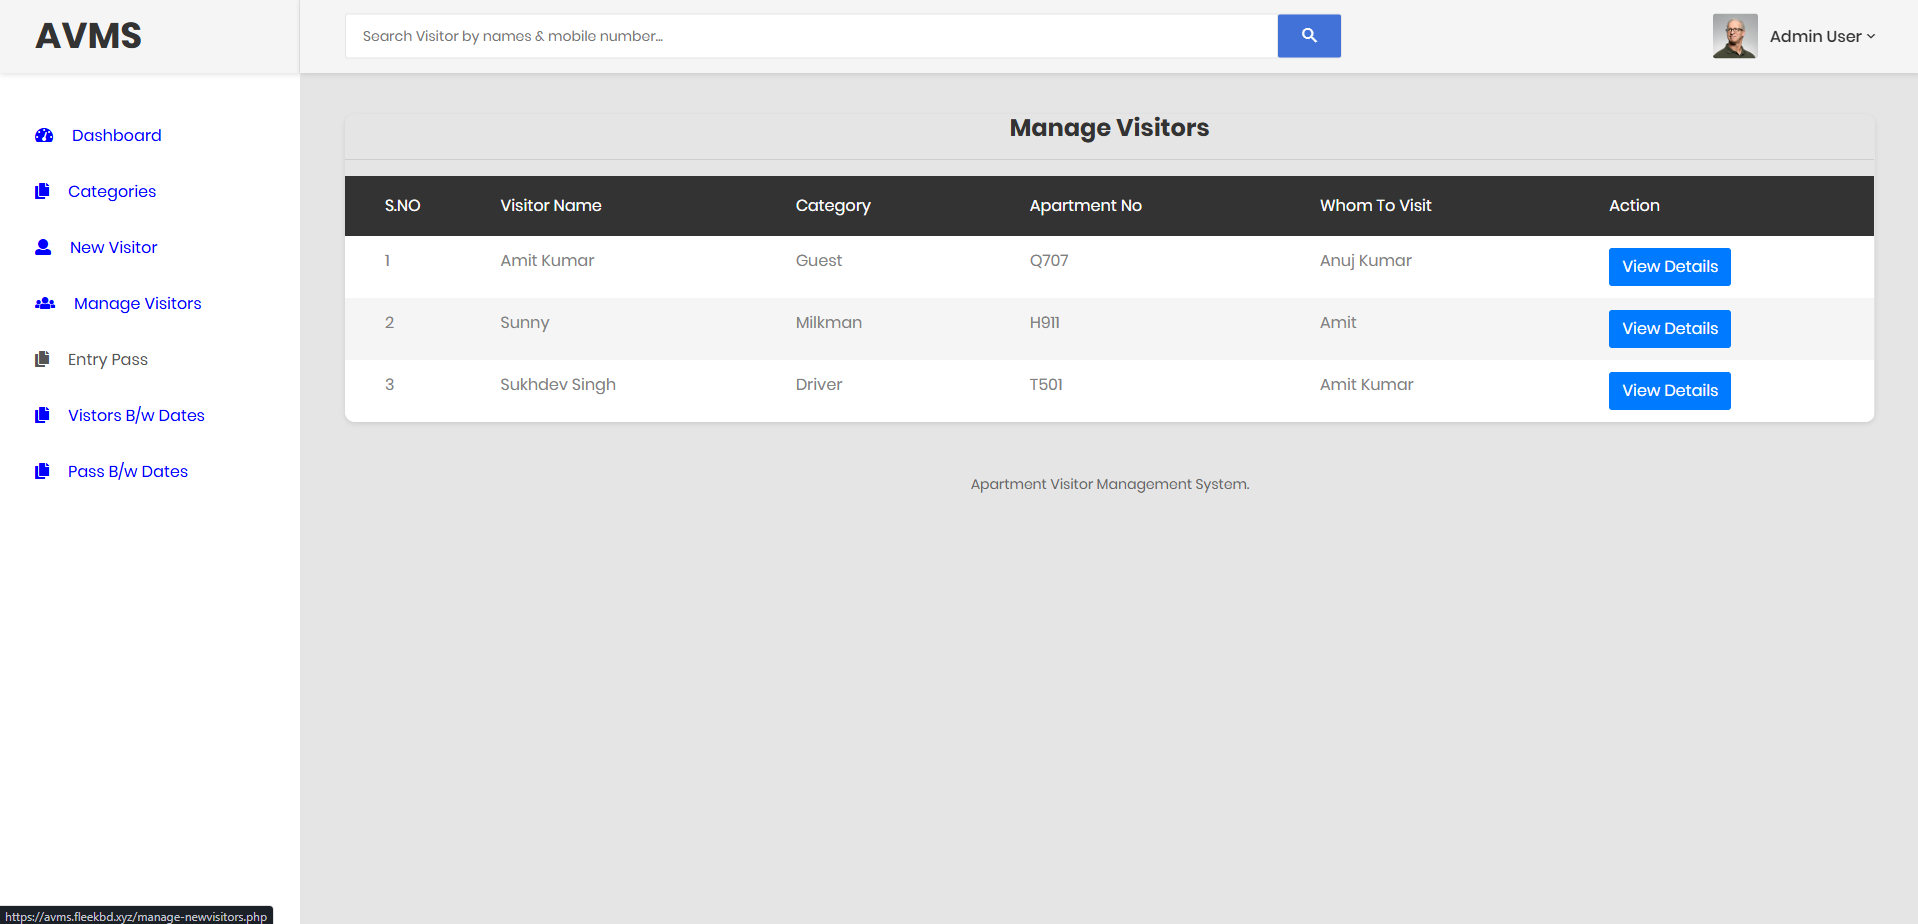 AVMS
Search Visitor by names & mobile number...
Admin User
Dashboard
Categories
New Visitor
Manage Visitors
Entry Pass
Vistors B/w Dates
Pass B/w Dates
Manage Visitors
S.NO Visitor Name Category Apartment No Whom To Visit Action
1 Amit Kumar Guest Q707 Anuj Kumar View Details
2 Sunny Milkman H911 Amit View Details
3 Sukhdev Singh Driver T501 Amit Kumar View Details
Apartment Visitor Management System.
https://avms.fleekbd.xyz/manage-newvisitors.php